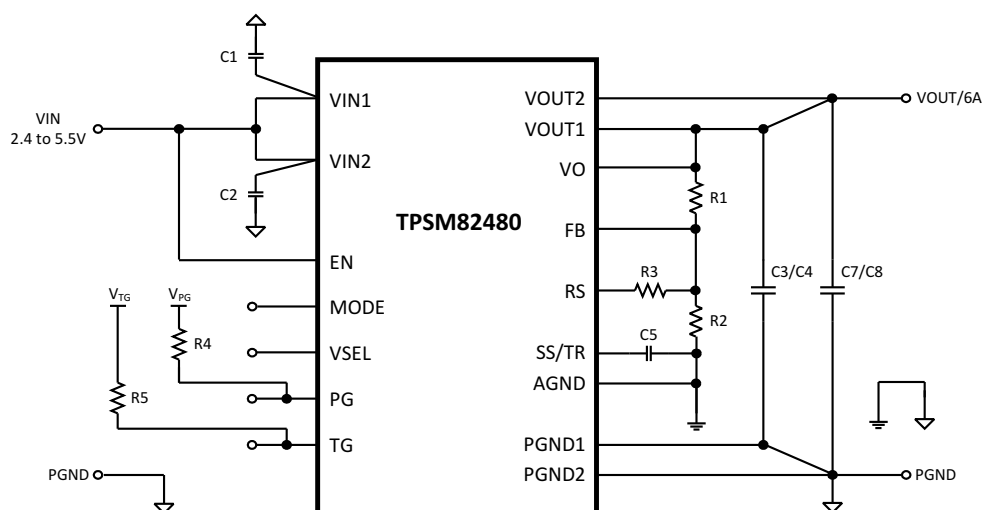 C1
VIN
2.4 to 5.5V
C2
V_TG
V_PG
R4
R5
PGND
VIN1
VIN2
EN
MODE
VSEL
PG
TG
TPSM82480
VOUT2
VOUT1
VO
FB
RS
SS/TR
AGND
PGND1
PGND2
R1
R3
R2
C5
C3/C4
C7/C8
VOUT/6A
PGND